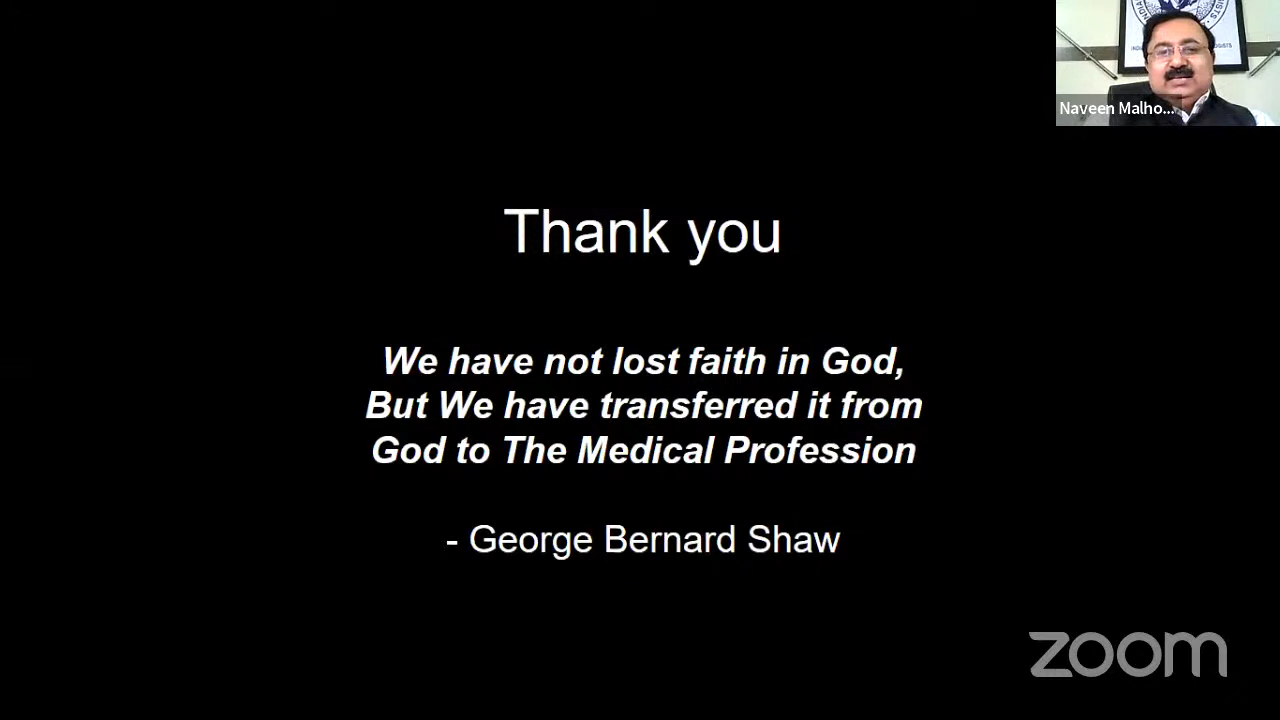 Naveen Malho...
Thank you
We have not lost faith in God,
But We have transferred it from
God to The Medical Profession
- George Bernard Shaw
zoom